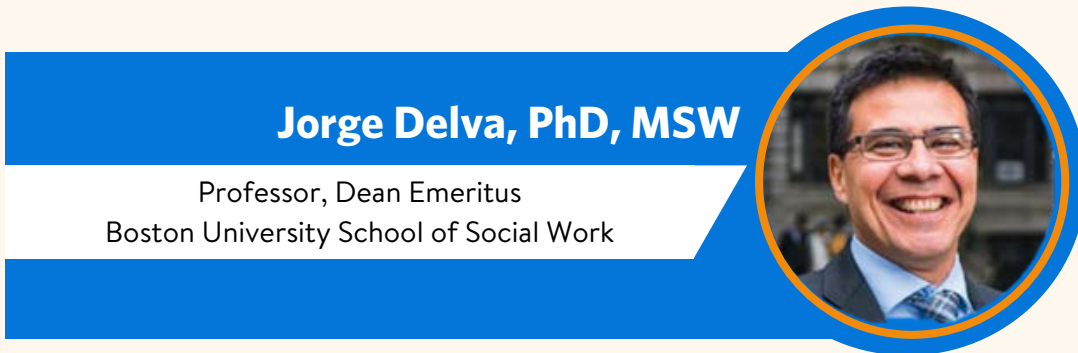 Jorge Delva, PhD, MSW
Professor, Dean Emeritus
Boston University School of Social Work